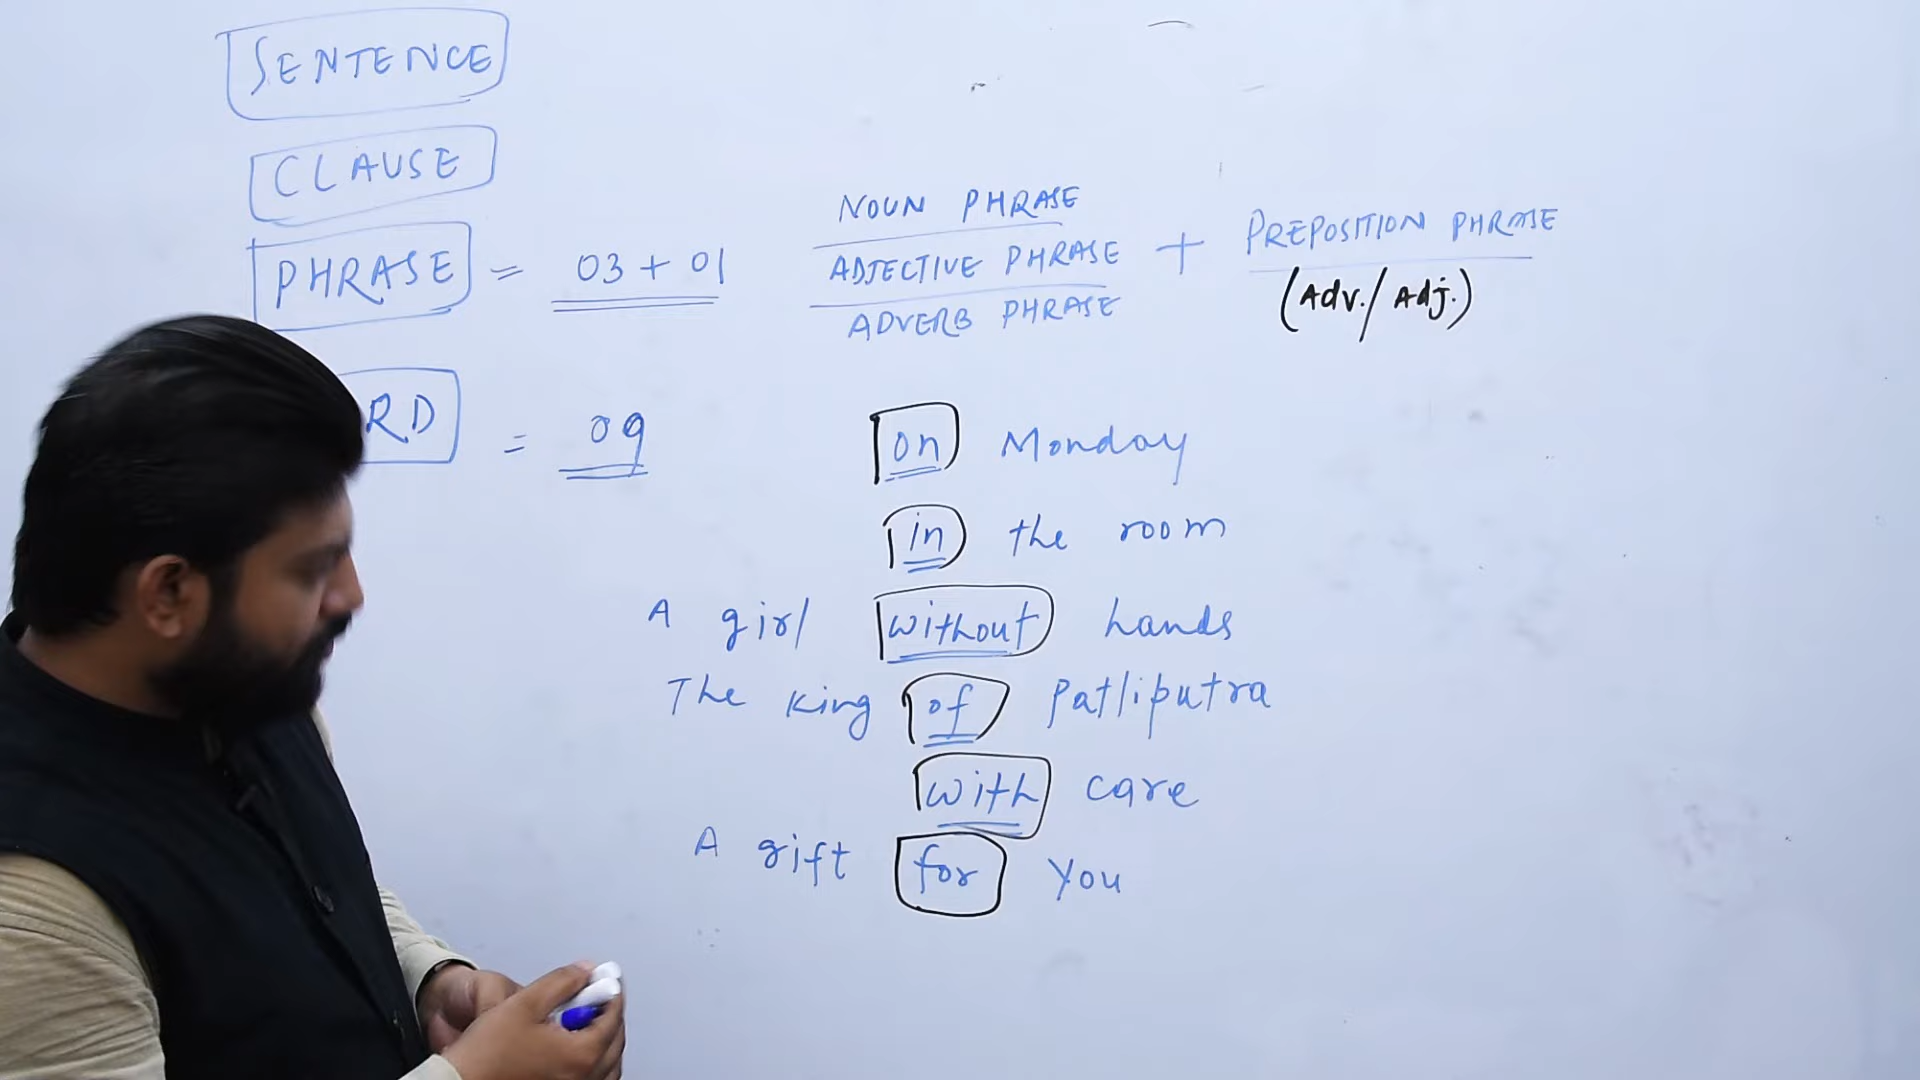 SENTENCE
CLAUSE
PHRASE = 03 + 01
NOUN PHRASE
ADJECTIVE PHRASE + PREPOSITION PHRASE
ADVERB PHRASE
(Adv./Adj.)
RD = 09
on Monday
in the room
A girl without hands
The king of Patliputra
with care
A gift for you